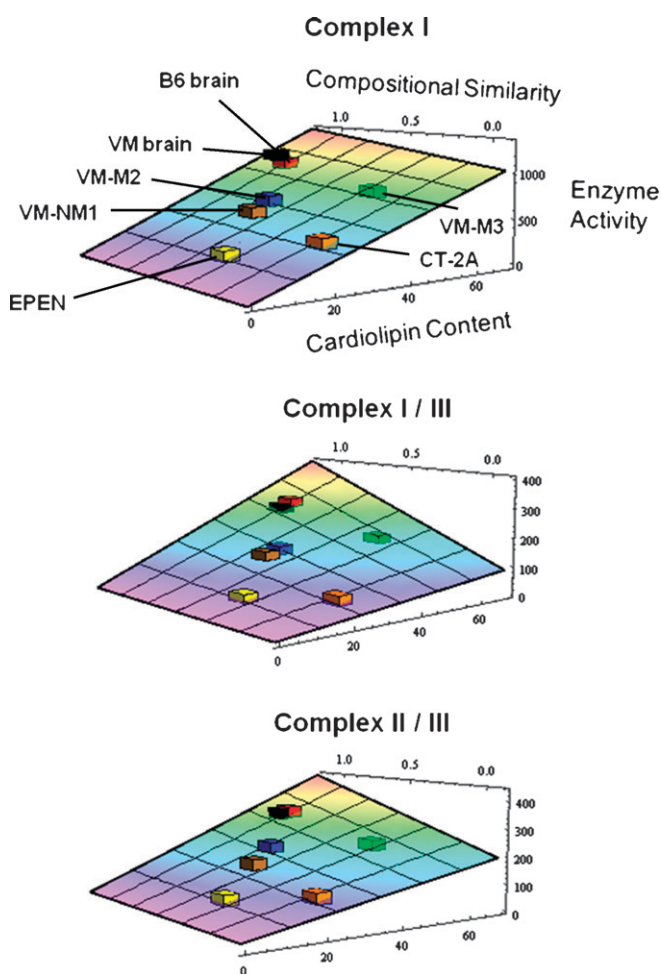 Complex I
Compositional Similarity
B6 brain
1.0
0.5
0.0
VM brain
VM-M2
1000
Enzyme
Activity
VM-NM1
500
VM-M3
CT-2A
0
EPEN
60
40
20
0
Cardiolipin Content
Complex I / III
1.0
0.5
0.0
400
300
200
100
0
60
40
20
0
Complex II / III
1.0
0.5
0.0
400
300
200
100
0
60
40
20
0